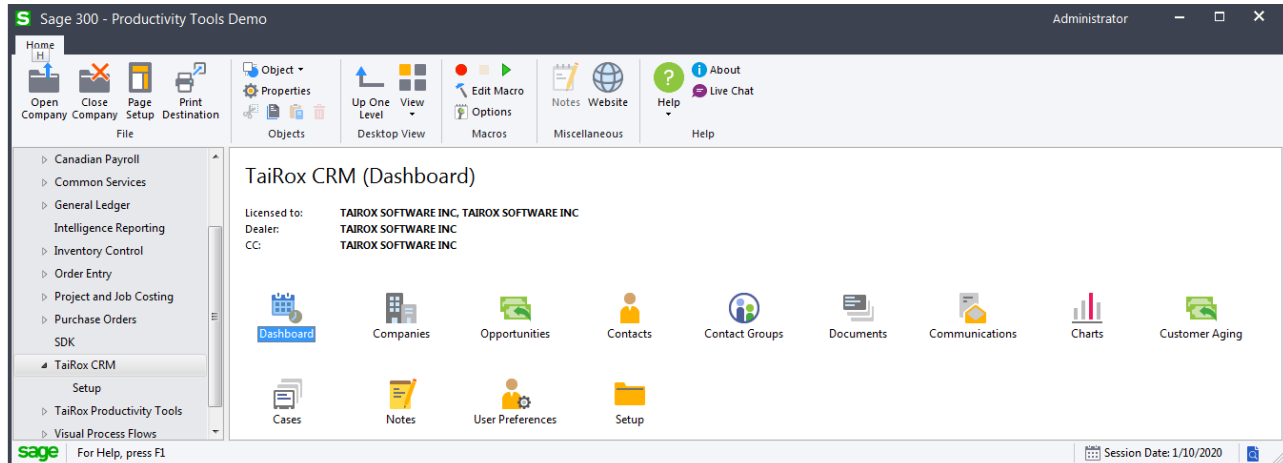 S Sage 300 - Productivity Tools Demo Administrator
Home
H
Open Company
Close Company
Page Setup
Print Destination
File
Object
Properties
Objects
Up One Level
View
Desktop View
Edit Macro
Options
Macros
Notes
Website
Miscellaneous
?
Help
i About
Live Chat
Help
Canadian Payroll
Common Services
General Ledger
Intelligence Reporting
Inventory Control
Order Entry
Project and Job Costing
Purchase Orders
SDK
TaiRox CRM
Setup
TaiRox Productivity Tools
Visual Process Flows
TaiRox CRM (Dashboard)
Licensed to: TAIROX SOFTWARE INC, TAIROX SOFTWARE INC
Dealer: TAIROX SOFTWARE INC
CC: TAIROX SOFTWARE INC
Dashboard Companies Opportunities Contacts Contact Groups Documents Communications Charts Customer Aging
Cases Notes User Preferences Setup
sage For Help, press F1 Session Date: 1/10/2020